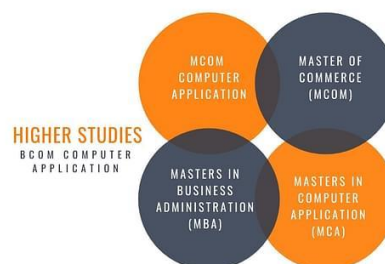 MCOM
COMPUTER
APPLICATION
MASTER OF
COMMERCE
(MCOM)
HIGHER STUDIES
BCOM COMPUTER
APPLICATION
MASTERS IN
BUSINESS
ADMINISTRATION
(MBA)
MASTERS IN
COMPUTER
APPLICATION
(MCA)